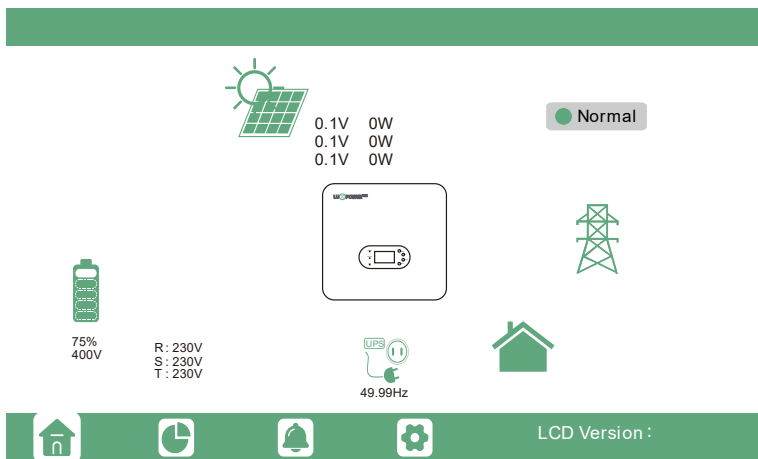 0.1V 0W
0.1V 0W
0.1V 0W
Normal
LUXPOWERTEK
75%
400V
R : 230V
S : 230V
T : 230V
UPS
49.99Hz
LCD Version :